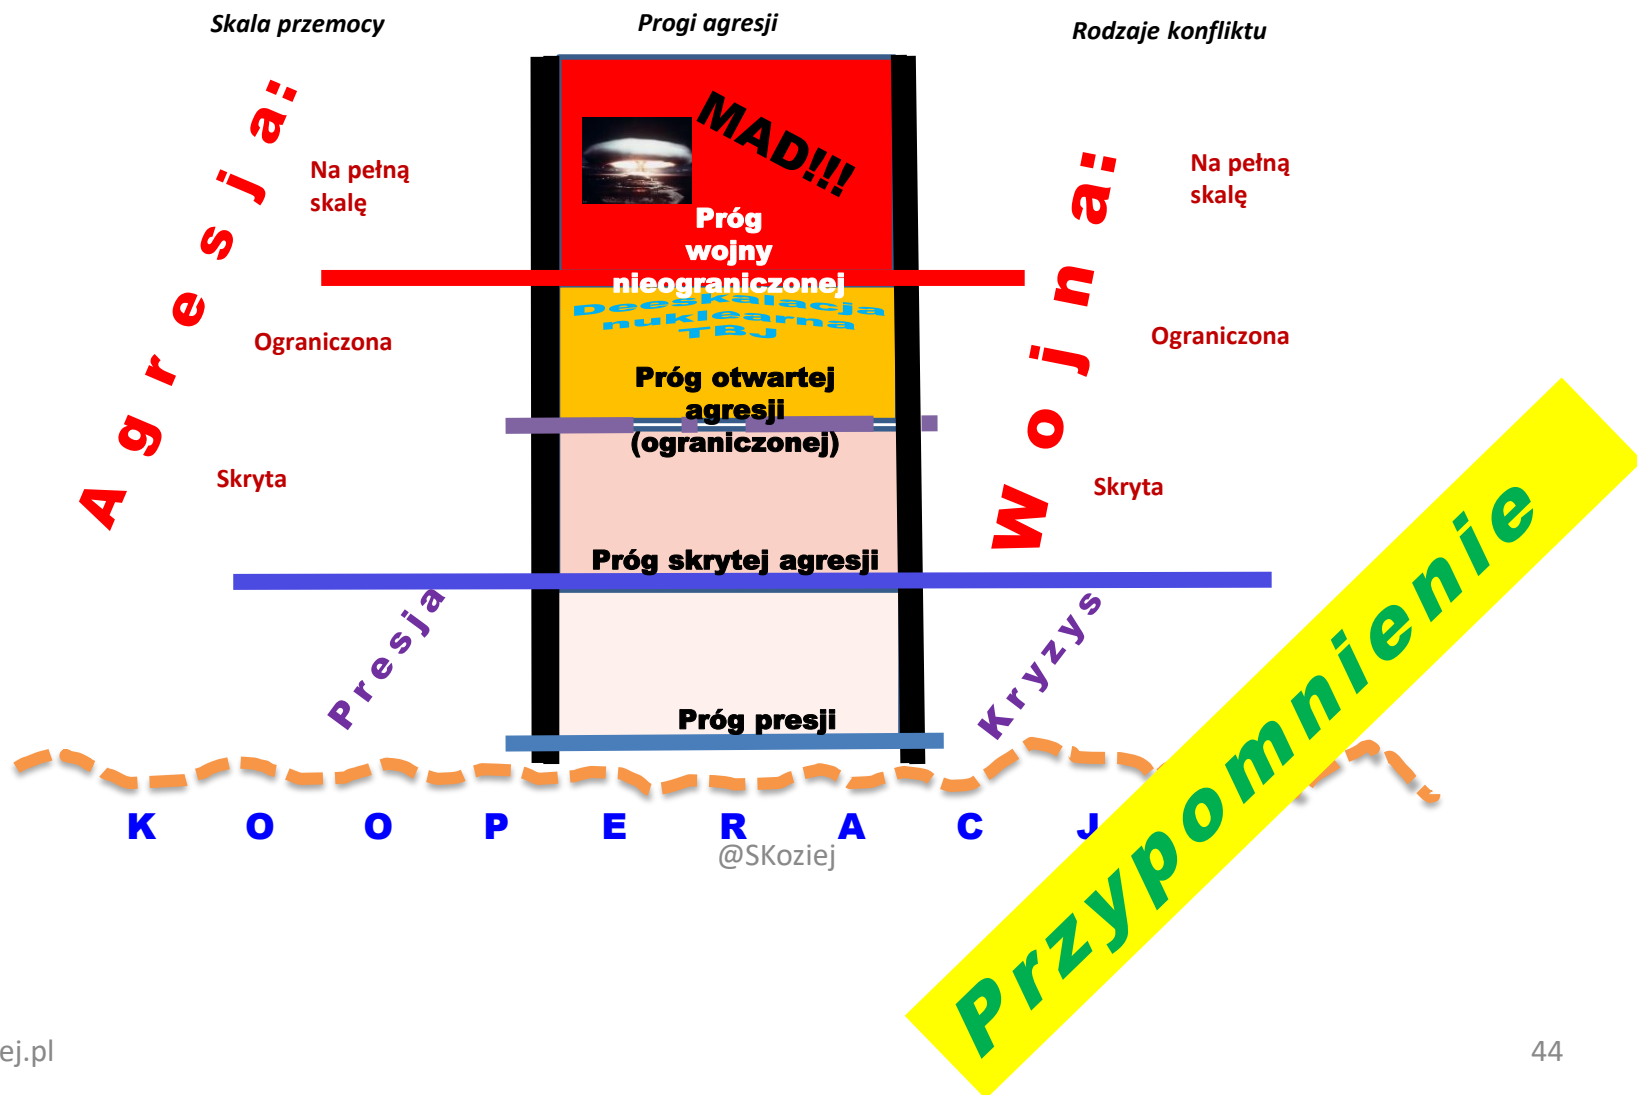 Skala przemocy
Progi agresji
Rodzaje konfliktu
Agresja:
Na pełną
skalę
Ograniczona
Skryta
MAD!!!
Próg
wojny
nieograniczonej
Deeskalacja
nuklearna
TBJ
Próg otwartej
agresji
(ograniczonej)
Próg skrytej agresji
Próg presji
Wojna:
Na pełną
skalę
Ograniczona
Skryta
Presja
Kryzys
K O O P E R A C J
@SKoziej
Przypomnienie
ej.pl
44